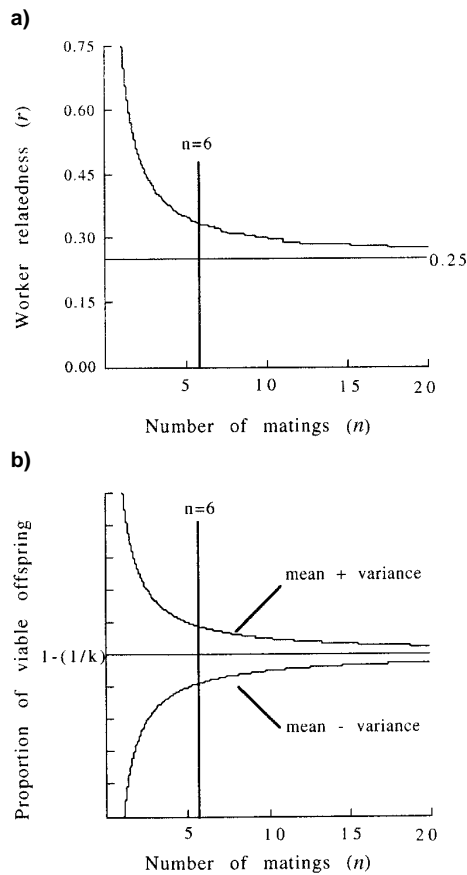 a)
Worker relatedness (r)
0.75
0.60
0.45
0.30
0.15
0.00
n=6
0.25
5
10
15
20
Number of matings (n)
b)
Proportion of viable offspring
1-(1/k)
n=6
mean + variance
mean - variance
5
10
15
20
Number of matings (n)